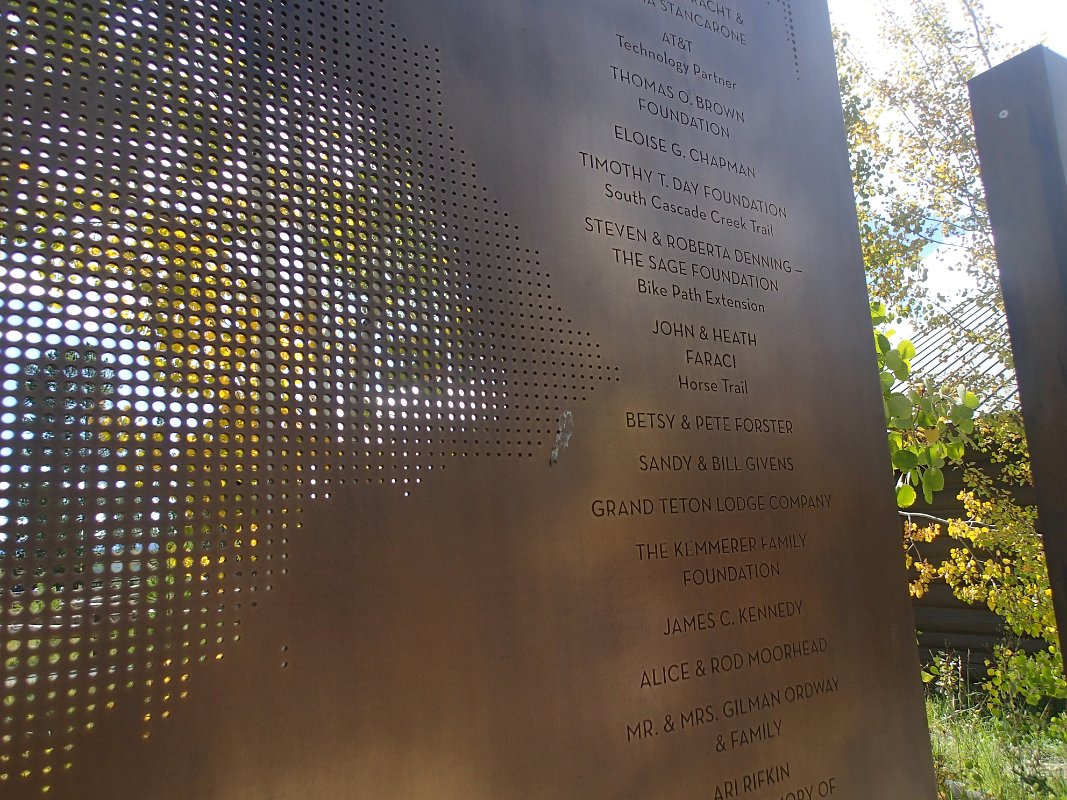 & 
STANCARONE
AT&T
Technology Partner
THOMAS O. BROWN
FOUNDATION
ELOISE G. CHAPMAN
TIMOTHY T. DAY FOUNDATION
South Cascade Creek Trail
STEVEN & ROBERTA DENNING –
THE SAGE FOUNDATION
Bike Path Extension
JOHN & HEATH
FARACI
Horse Trail
BETSY & PETE FORSTER
SANDY & BILL GIVENS
GRAND TETON LODGE COMPANY
THE KEMMERER FAMILY
FOUNDATION
JAMES C. KENNEDY
ALICE & ROD MOORHEAD
MR. & MRS. GILMAN ORDWAY
& FAMILY
ARI RIFKIN
OF